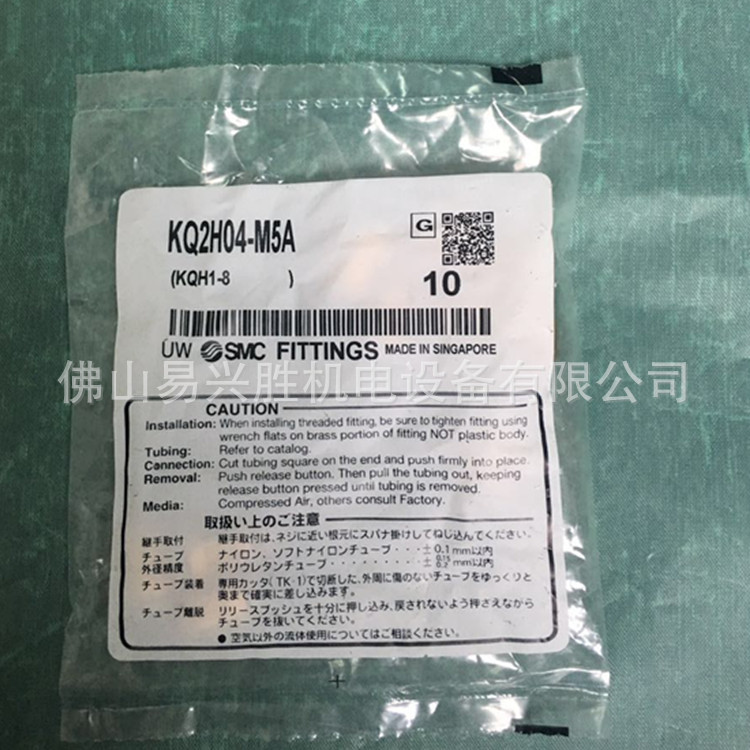 KQ2H04-M5A
G
(KQH1-8 )
10
UW SMC FITTINGS MADE IN SINGAPORE
佛山易兴胜机电设备有限公司
CAUTION
Installation: When installing threaded fitting, be sure to tighten fitting using
wrench flats on brass portion of fitting NOT plastic body.
Tubing: Refer to catalog.
Connection: Cut tubing square on the end and push firmly into place.
Removal: Push release button. Then pull the tubing out, keeping
release button pressed until tubing is removed.
Media: Compressed Air, others consult Factory.
取扱い上のご注意
継手取付 継手取付は、ネジに近い根元にスパナ掛けしてねじ込んでください。
チューブ ナイロン、ソフトナイロンチューブ・・・±0.1mm以内
外径精度 ポリウレタンチューブ・・・・・・・・・±0.15 0.2 mm以内
チューブ装着 専用カッタ(TK-1)で切断した、外周に傷のないチューブをゆっくりと
奥まで確実に差し込みます。
チューブ離脱 リリースプッシュを十分に押し込み、戻されないよう押さえながら
チューブを抜いてください。
●空気以外の流体使用についてはご相談ください。